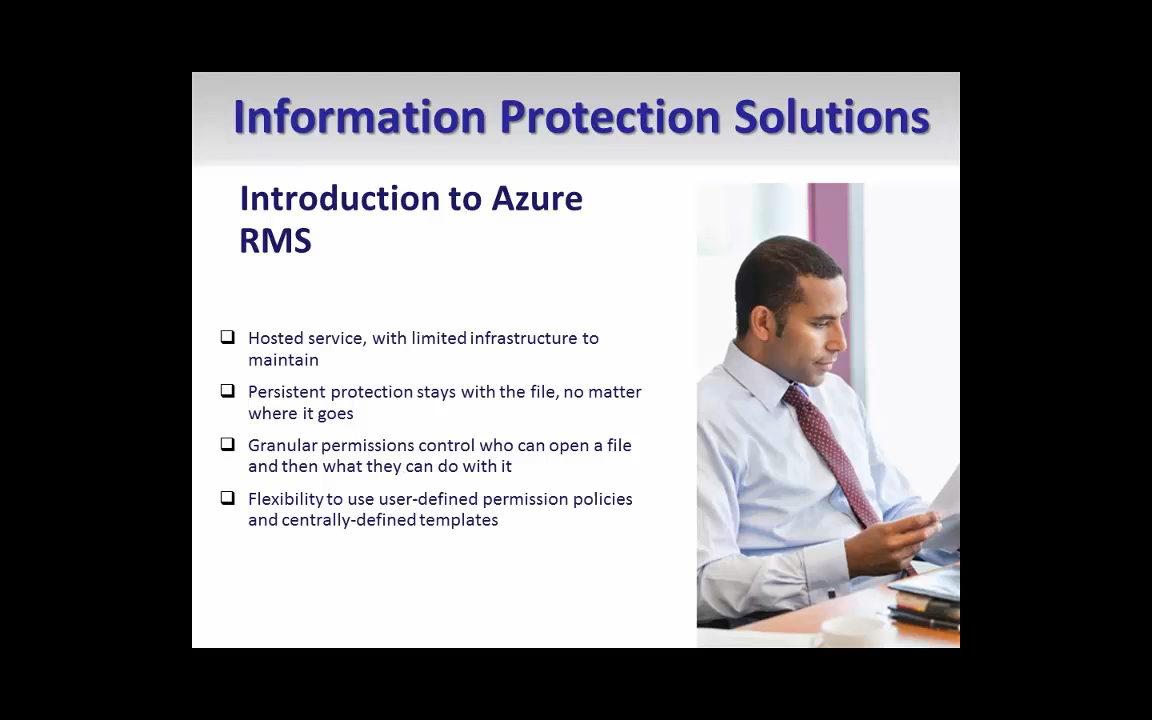 Information Protection Solutions
Introduction to Azure
RMS
Hosted service, with limited infrastructure to
maintain
Persistent protection stays with the file, no matter
where it goes
Granular permissions control who can open a file
and then what they can do with it
Flexibility to use user-defined permission policies
and centrally-defined templates